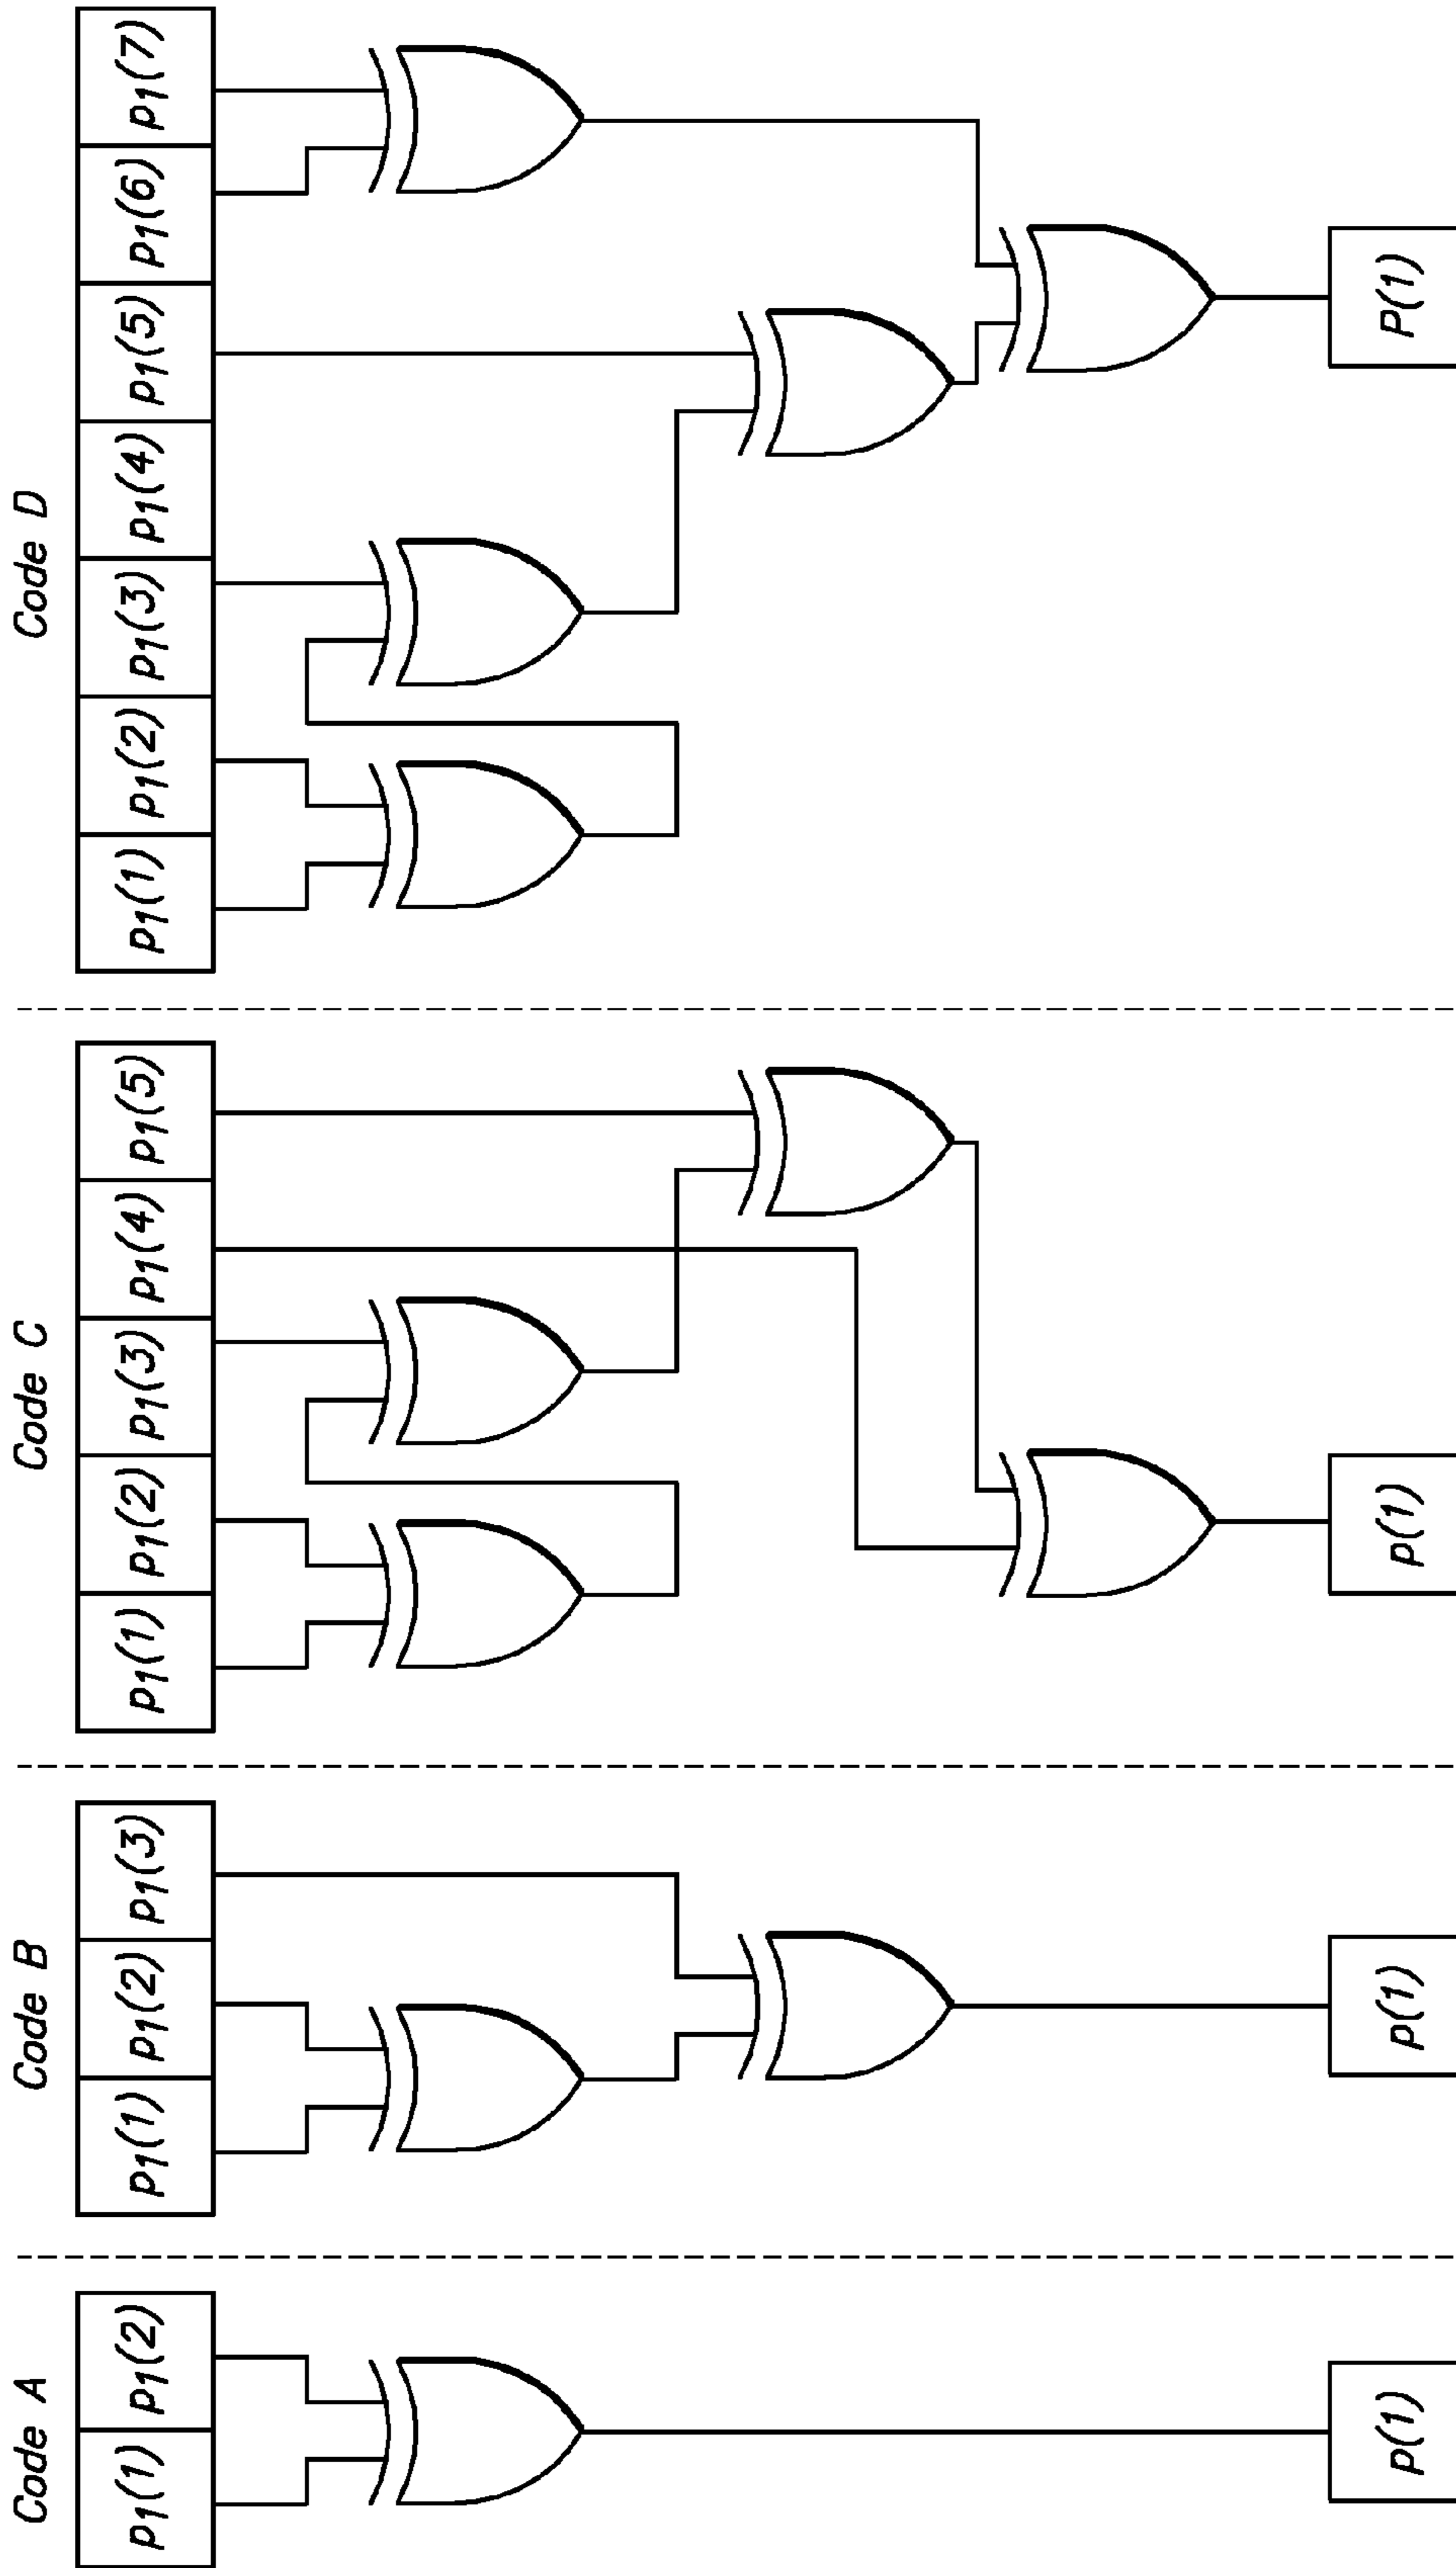 Code A
p₁(1) p₁(2)
p(1)
Code B
p₁(1) p₁(2) p₁(3)
p(1)
Code C
p₁(1) p₁(2) p₁(3) p₁(4) p₁(5)
p(1)
Code D
p₁(1) p₁(2) p₁(3) p₁(4) p₁(5) p₁(6) p₁(7)
P(1)